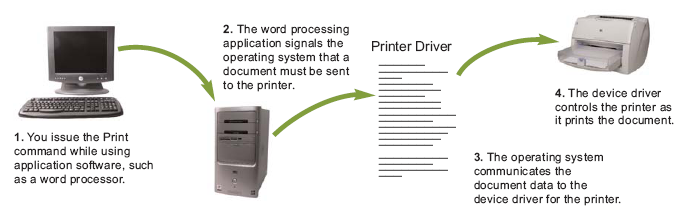 1. You issue the Print
command while using
application software, such
as a word processor.
2. The word processing
application signals the
operating system that a
document must be sent
to the printer.
Printer Driver
3. The operating system
communicates the
document data to the
device driver for the printer.
4. The device driver
controls the printer as
it prints the document.